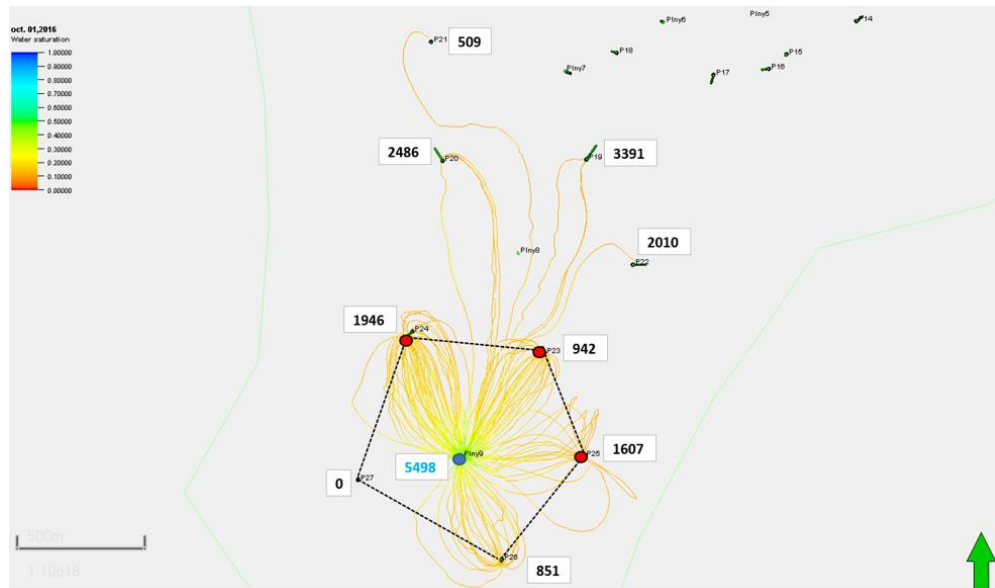 oct. 01,2016
Water saturation
1.00000
0.90000
0.80000
0.70000
0.60000
0.50000
0.40000
0.30000
0.20000
0.10000
0.00000
P21
509
PIny6
PIny5
P14
P18
P15
PIny7
P17
P16
2486
P20
P19
3391
2010
PIny8
P22
1946
P24
P23
942
5498
PIny9
P25
1607
0
P27
P26
851
500m
1:10618